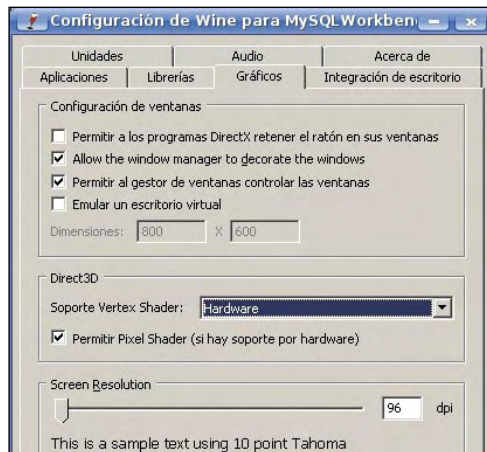 Configuración de Wine para MySQLWorkben
Unidades Audio Acerca de
Aplicaciones Librerías Gráficos Integración de escritorio
Configuración de ventanas
Permitir a los programas DirectX retener el ratón en sus ventanas
Allow the window manager to decorate the windows
Permitir al gestor de ventanas controlar las ventanas
Emular un escritorio virtual
Dimensiones: 800 X 600
Direct3D
Soporte Vertex Shader: Hardware
Permitir Pixel Shader (si hay soporte por hardware)
Screen Resolution
96 dpi
This is a sample text using 10 point Tahoma